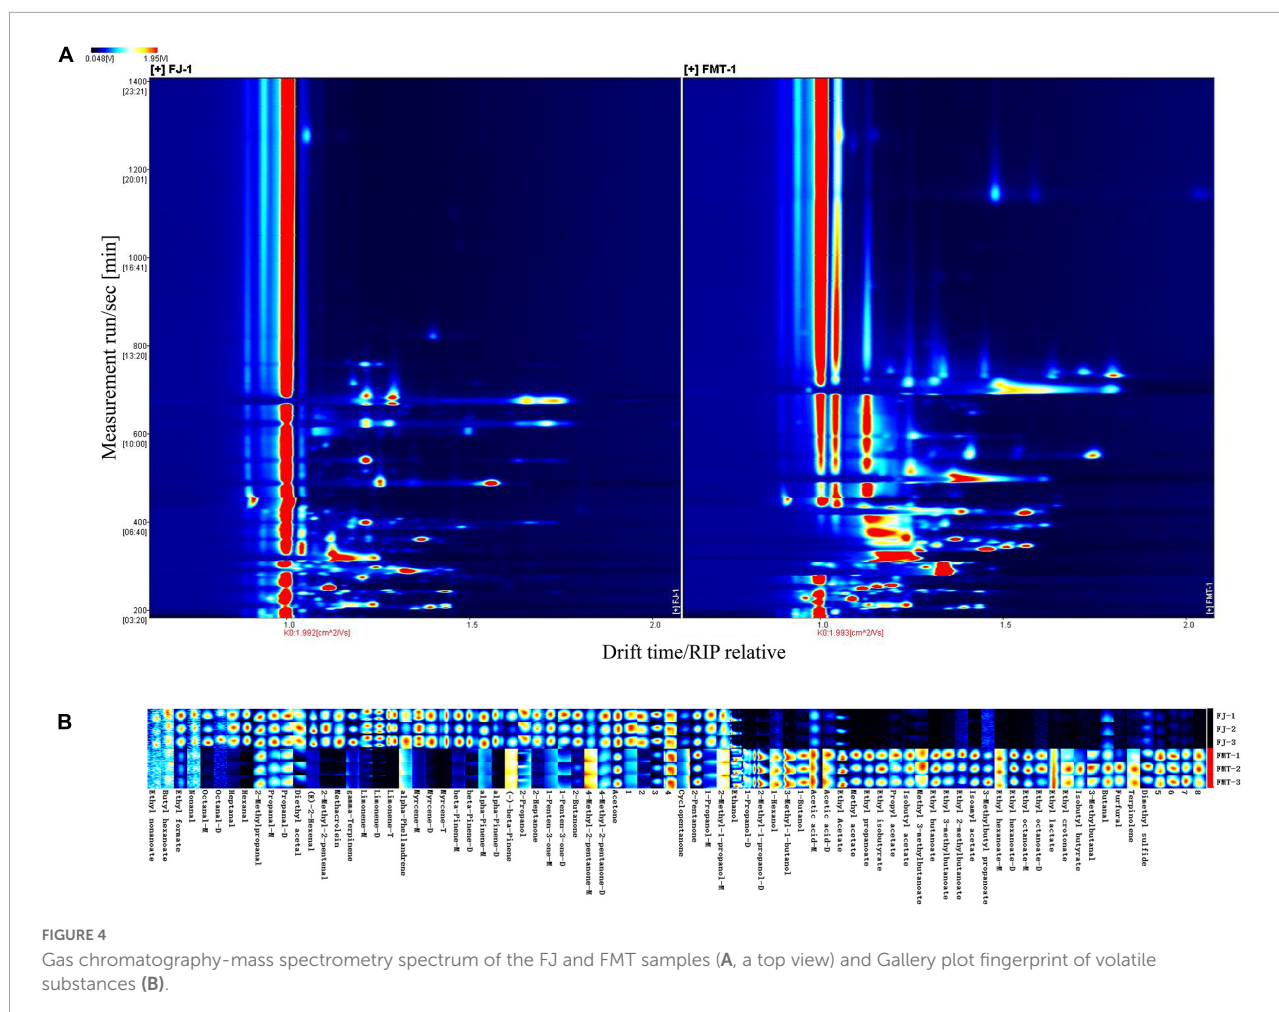 A
0.048[V]
1.95[V]
[+] FJ-1
[+] FMT-1
1400
[23:21]
1200
[20:01]
1000
[16:41]
800
[13:20]
600
[10:00]
400
[06:40]
200
[03:20]
Measurement run/sec [min]
[+] FJ-1
[+] FMT-1
1.0
1.5
2.0
1.0
1.5
2.0
K0:1.992[cm^2/Vs]
K0:1.993[cm^2/Vs]
Drift time/RIP relative
B
FJ-1
FJ-2
FJ-3
FMT-1
FMT-2
FMT-3
Ethyl nonanoate
Butyl hexanoate
Ethyl formate
Nonanal
Octanal-M
Octanal-D
Heptanal
Hexanal
2-Methylpropanal
Propanal-M
Propanal-D
Diethyl acetal
(E)-2-Hexenal
2-Methyl-2-pentenal
Methacrolein
gamma-Terpinene
Limonene-M
Limonene-D
Limonene-T
alpha-Phellandrene
Myrcene-M
Myrcene-D
Myrcene-T
beta-Pinene-M
beta-Pinene-D
alpha-Pinene-M
alpha-Pinene-D
(-)-beta-Pinene
2-Propanol
2-Heptanone
1-Penten-3-one-M
1-Penten-3-one-D
2-Butanone
4-Methyl-2-pentanone-M
4-Methyl-2-pentanone-D
Acetone
1
2
3
4
Cyclopentanone
2-Pentanone
1-Propanol-M
2-Methyl-1-propanol-M
Ethanol
1-Propanol-D
2-Methyl-1-propanol-D
1-Hexanol
3-Methyl-1-butanol
1-Butanol
Acetic acid-M
Acetic acid-D
Ethyl Acetate
Methyl acetate
Ethyl propanoate
Ethyl isobutyrate
Propyl acetate
Isobutyl acetate
Methyl 3-methylbutanoate
Ethyl butanoate
Ethyl 3-methylbutanoate
Ethyl 2-methylbutanoate
Isoamyl acetate
3-Methylbutyl propanoate
Ethyl hexanoate-M
Ethyl hexanoate-D
Ethyl octanoate-M
Ethyl octanoate-D
Ethyl lactate
Ethyl crotonate
Isobutyl butyrate
3-Methylbutanal
Butanal
Furfural
Terpinolene
Dimethyl sulfide
5
6
7
8
FIGURE 4
Gas chromatography-mass spectrometry spectrum of the FJ and FMT samples (A, a top view) and Gallery plot fingerprint of volatile
substances (B).